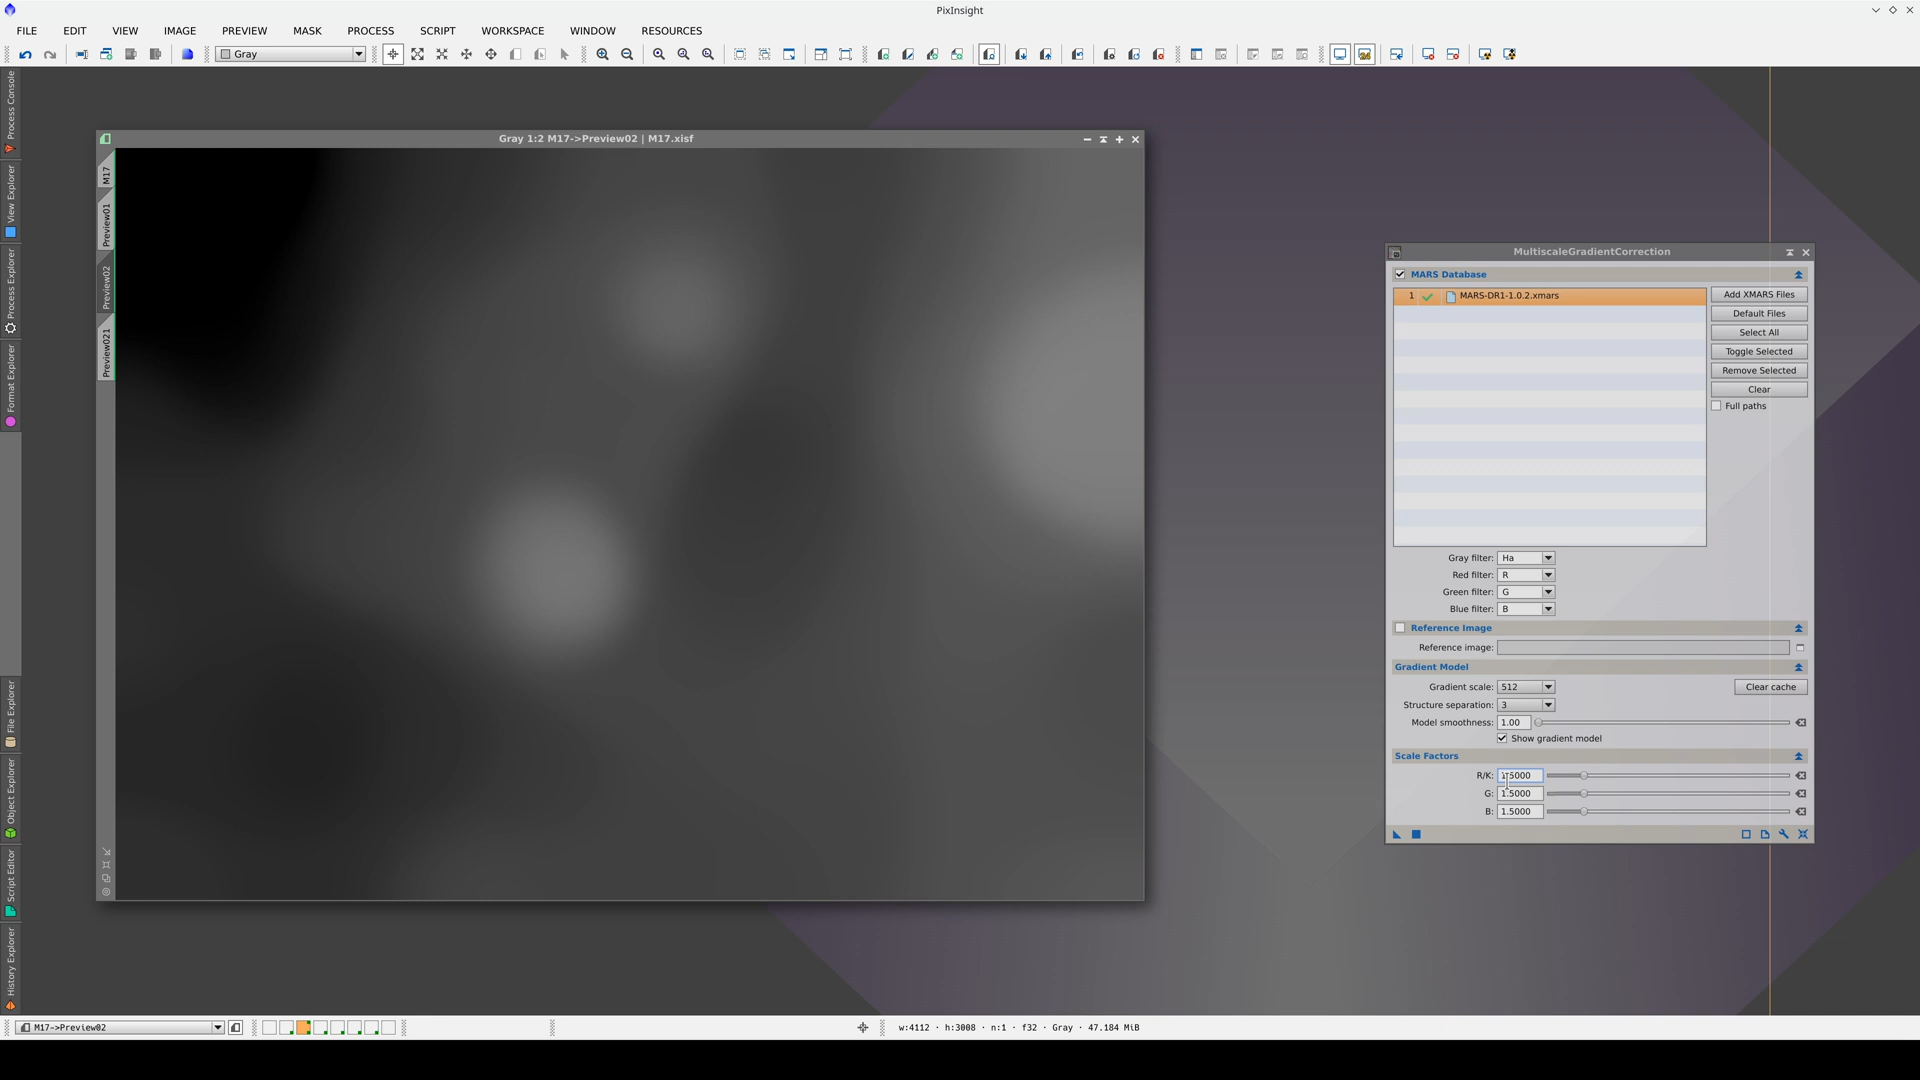 PixInsight
FILE EDIT VIEW IMAGE PREVIEW MASK PROCESS SCRIPT WORKSPACE WINDOW RESOURCES
Gray
Process Console
View Explorer
Process Explorer
Format Explorer
File Explorer
Object Explorer
Script Editor
History Explorer
Gray 1:2 M17->Preview02 | M17.xisf
M17
Preview01
Preview02
Preview021
MultiscaleGradientCorrection
MARS Database
1 MARS-DR1-1.0.2.xmars
Add XMARS Files
Default Files
Select All
Toggle Selected
Remove Selected
Clear
Full paths
Gray filter: Ha
Red filter: R
Green filter: G
Blue filter: B
Reference Image
Reference image:
Gradient Model
Gradient scale: 512 Clear cache
Structure separation: 3
Model smoothness: 1.00
Show gradient model
Scale Factors
R/K: 1.5000
G: 1.5000
B: 1.5000
M17->Preview02
w:4112 · h:3008 · n:1 · f32 · Gray · 47.184 MiB